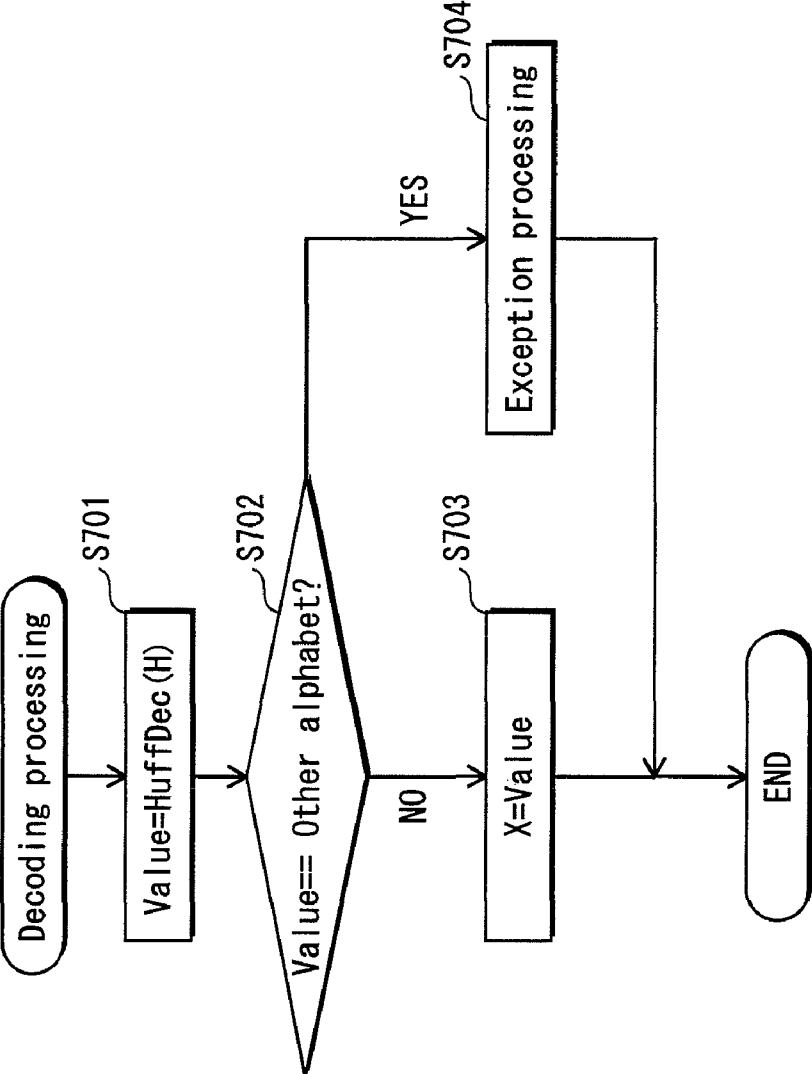 Decoding processing
S701
Value=HuffDec(H)
S702
Value== Other alphabet?
YES
NO
S703
X=Value
S704
Exception processing
END